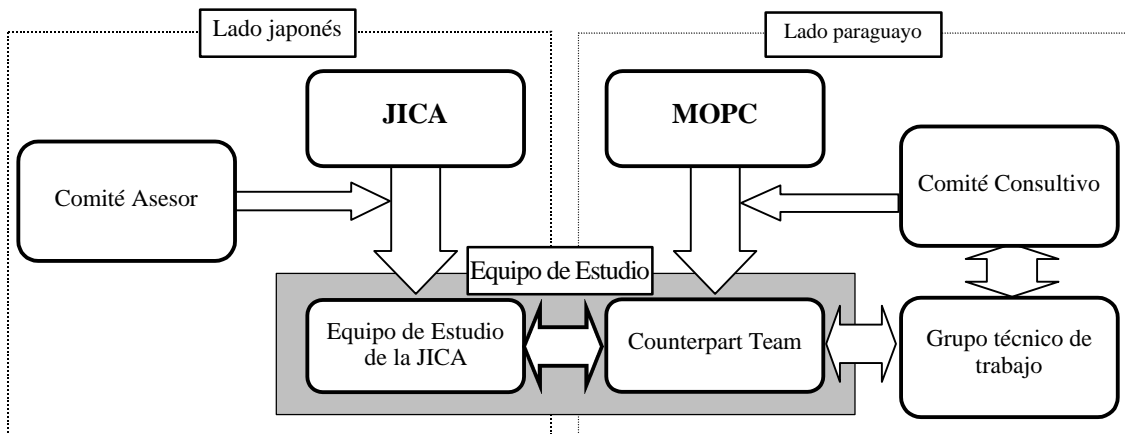 Lado japonés
Lado paraguayo
JICA
MOPC
Comité Asesor
Comité Consultivo
Equipo de Estudio
Equipo de Estudio
de la JICA
Counterpart Team
Grupo técnico de
trabajo